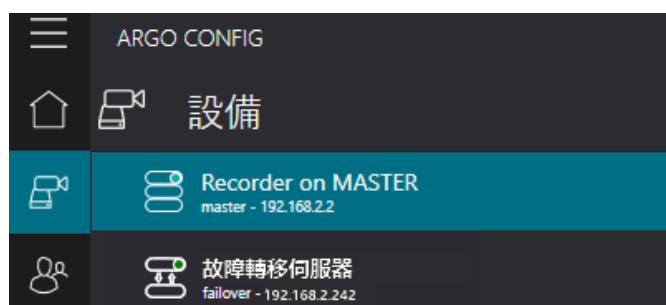 ARGO CONFIG
設備
Recorder on MASTER
master - 192.168.2.2
故障轉移伺服器
failover - 192.168.2.242